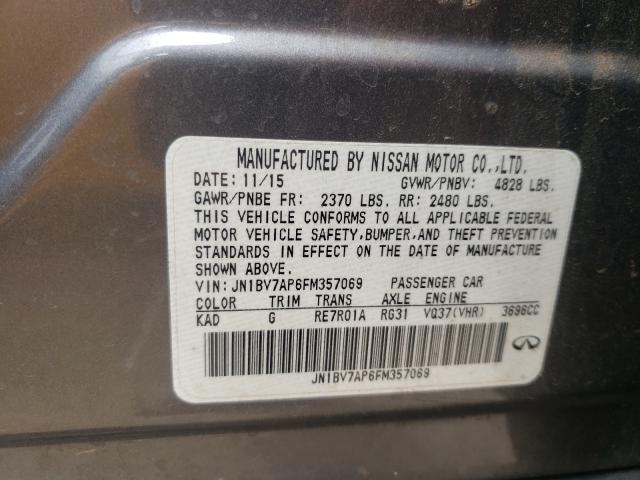 MANUFACTURED BY NISSAN MOTOR CO.,LTD.
DATE: 11/15 GVWR/PNBV: 4828 LBS.
GAWR/PNBE FR: 2370 LBS. RR: 2480 LBS.
THIS VEHICLE CONFORMS TO ALL APPLICABLE FEDERAL
MOTOR VEHICLE SAFETY,BUMPER,AND THEFT PREVENTION
STANDARDS IN EFFECT ON THE DATE OF MANUFACTURE
SHOWN ABOVE.
VIN: JN1BV7AP6FM357069 PASSENGER CAR
COLOR TRIM TRANS AXLE ENGINE
KAD G RE7R01A RG31 VQ37(VHR) 3696CC
JN1BV7AP6FM357069